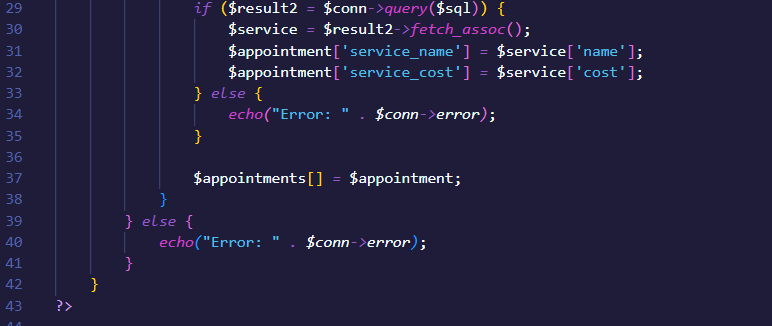 29 if ($result2 = $conn->query($sql)) {
30 $service = $result2->fetch_assoc();
31 $appointment['service_name'] = $service['name'];
32 $appointment['service_cost'] = $service['cost'];
33 } else {
34 echo("Error: " . $conn->error);
35 }
36
37 $appointments[] = $appointment;
38 }
39 } else {
40 echo("Error: " . $conn->error);
41 }
42 }
43 ?>
44